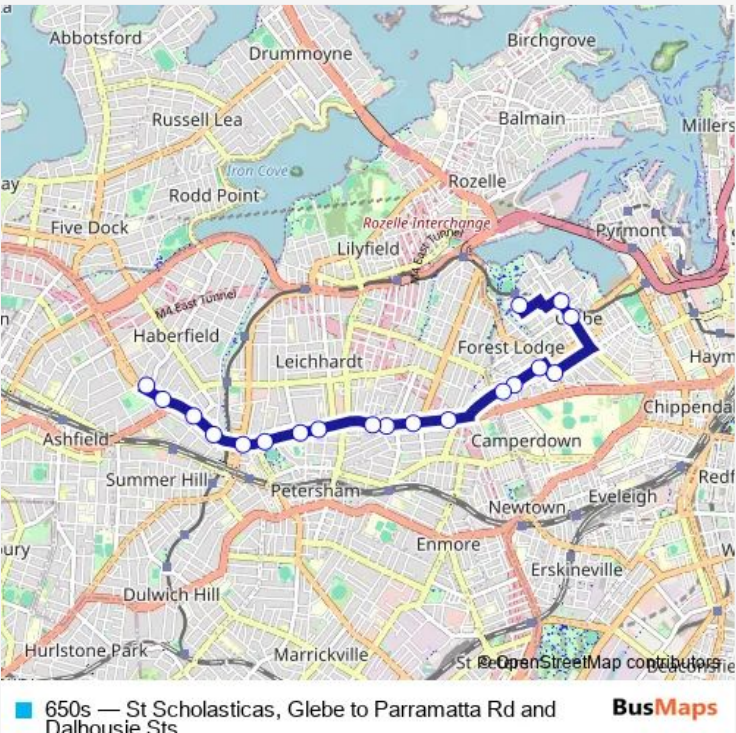 Abbotsford
Drummoyne
Birchgrove
Russell Lea
Balmain
Millers
Iron Cove
ay
Rodd Point
Rozelle
Five Dock
Rozelle Interchange
Pyrmont
Lilyfield
M4 East Tunnel
M4 East Tunnel
Haberfield
Forest Lodge
Leichhardt
Haym
Chippenda
Ashfield
Camperdown
Summer Hill
Redf
Petersham
Newtown
Eveleigh
ury
Enmore
Erskineville
Dulwich Hill
Hurlstone Park
Marrickville
© OpenStreetMap contributors
650s — St Scholasticas, Glebe to Parramatta Rd and
Dalhousie Sts
BusMaps